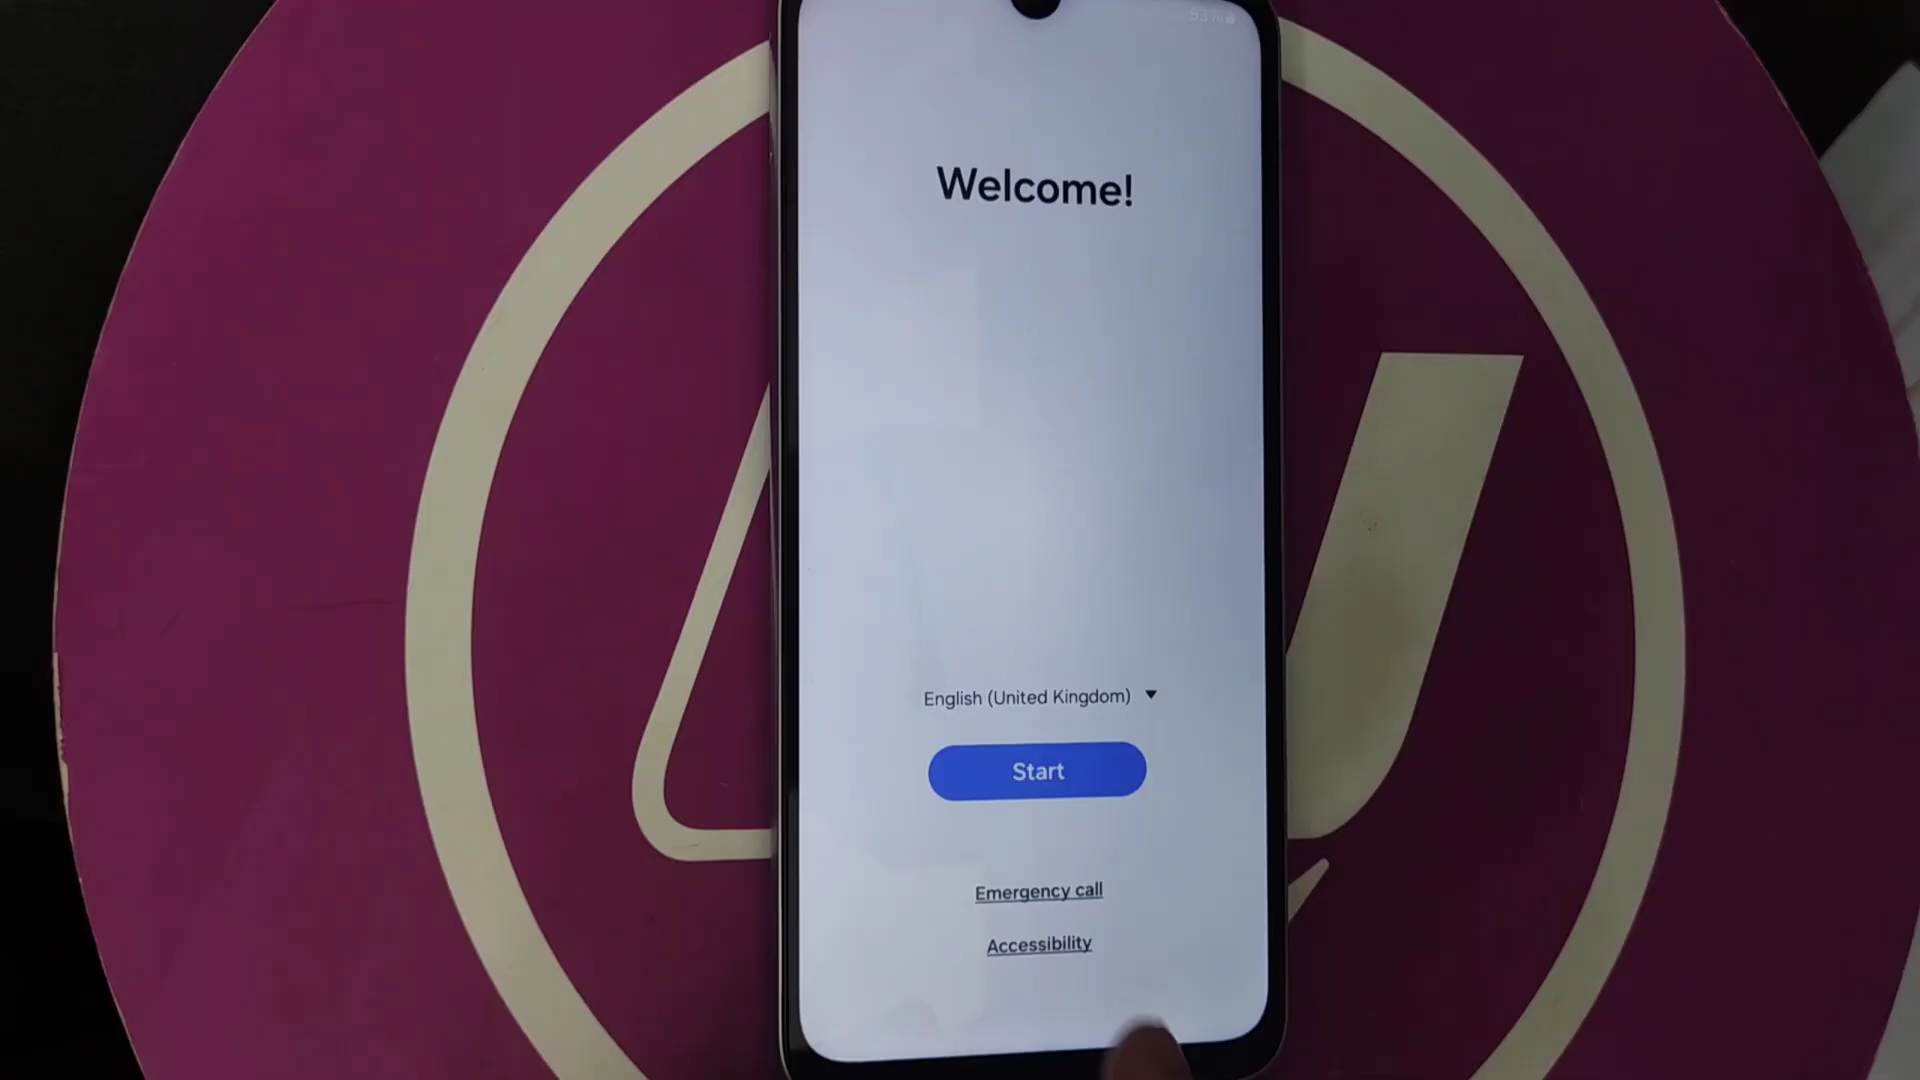 Welcome!
English (United Kingdom)
Start
Emergency call
Accessibility